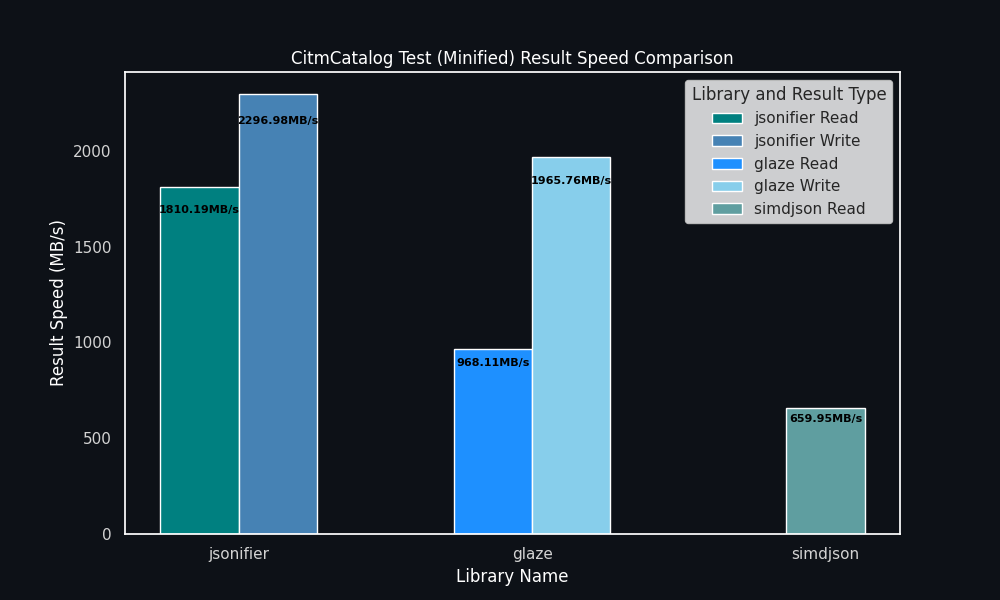 CitmCatalog Test (Minified) Result Speed Comparison
Library and Result Type
jsonifier Read
jsonifier Write
glaze Read
glaze Write
simdjson Read
Result Speed (MB/s)
2000
1500
1000
500
0
1810.19MB/s
2296.98MB/s
968.11MB/s
1965.76MB/s
659.95MB/s
jsonifier
glaze
simdjson
Library Name